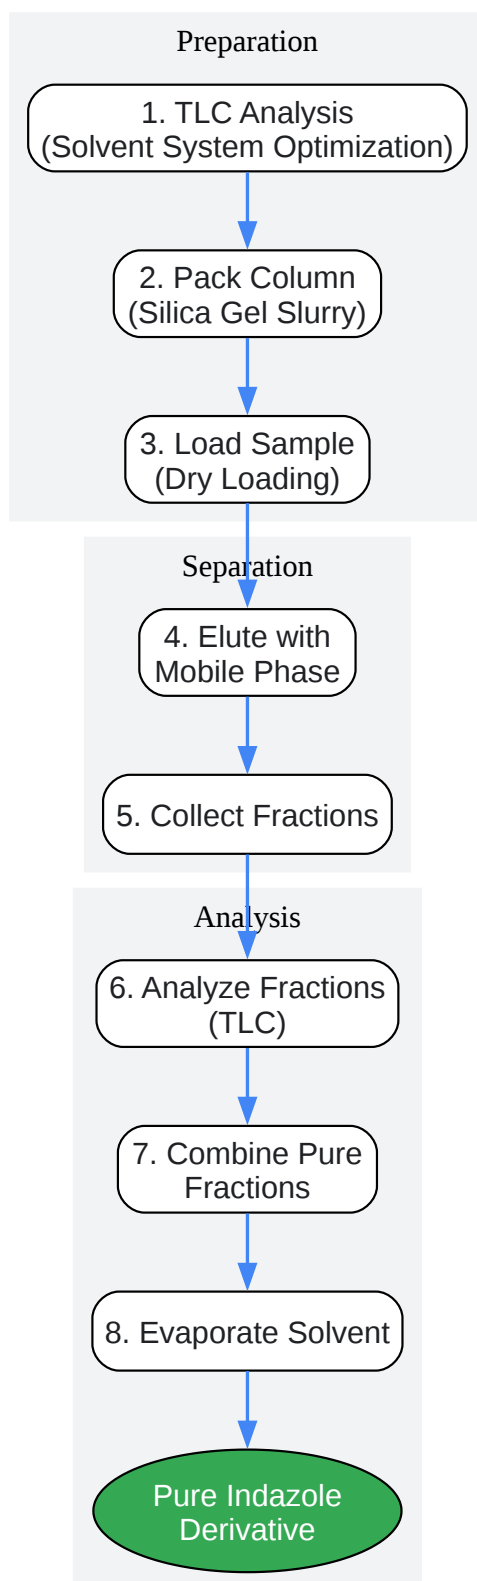 Preparation
1. TLC Analysis
(Solvent System Optimization)
2. Pack Column
(Silica Gel Slurry)
3. Load Sample
(Dry Loading)
Separation
4. Elute with
Mobile Phase
5. Collect Fractions
Analysis
6. Analyze Fractions
(TLC)
7. Combine Pure
Fractions
8. Evaporate Solvent
Pure Indazole
Derivative